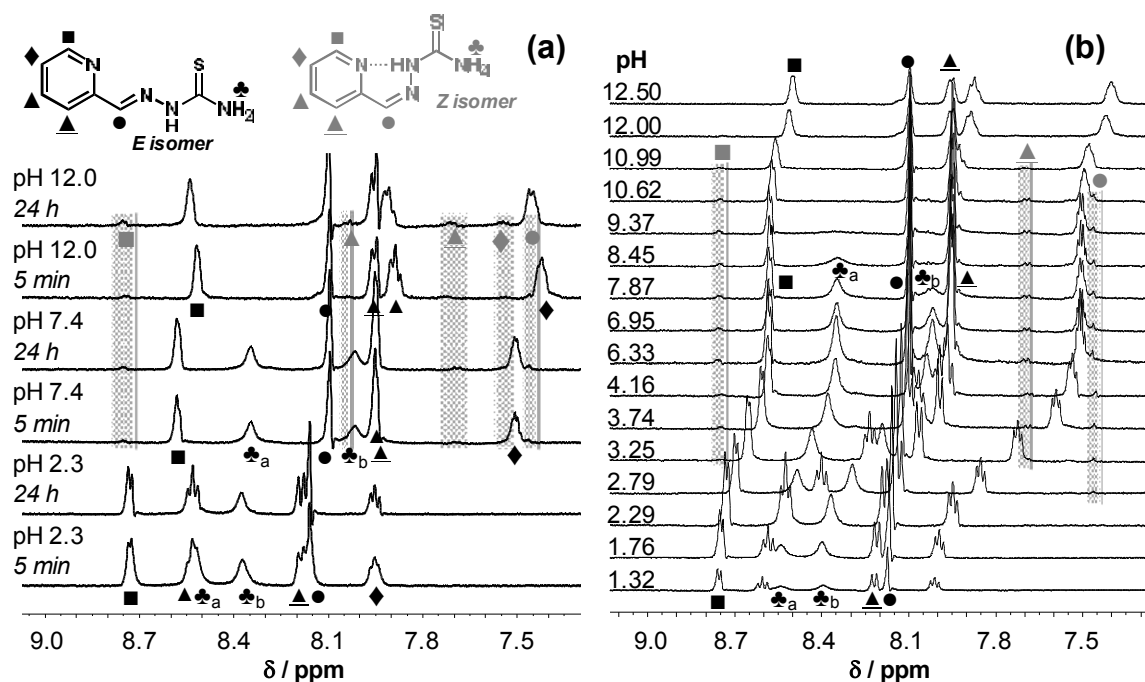 (a)
S
N
HN
NH2
N
Z isomer
S
N
N
N
H
NH2
E isomer
pH 12.0
24 h
pH 12.0
5 min
pH 7.4
24 h
pH 7.4
5 min
pH 2.3
24 h
pH 2.3
5 min
a
b
a
b
9.0 8.7 8.4 8.1 7.8 7.5
δ / ppm
(b)
pH
12.50
12.00
10.99
10.62
9.37
8.45
7.87
6.95
6.33
4.16
3.74
3.25
2.79
2.29
1.76
1.32
a
b
a
b
9.0 8.7 8.4 8.1 7.8 7.5
δ / ppm